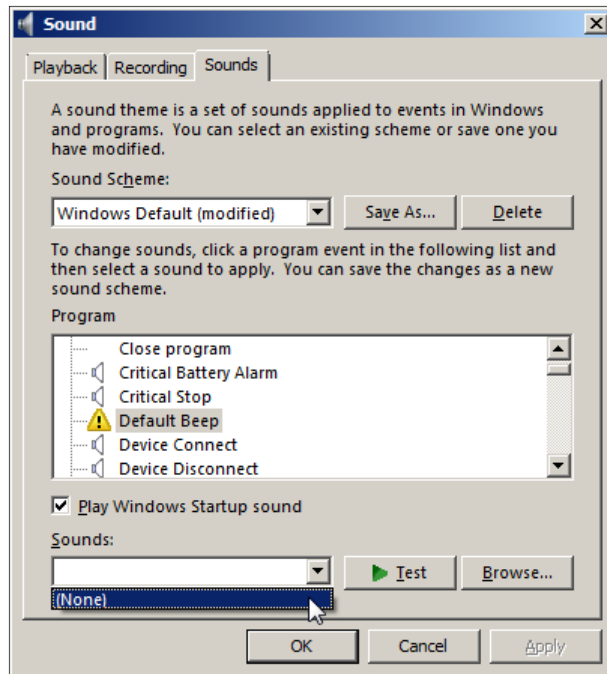 Sound
Playback Recording Sounds
A sound theme is a set of sounds applied to events in Windows
and programs. You can select an existing scheme or save one you
have modified.
Sound Scheme:
Windows Default (modified) Save As... Delete
To change sounds, click a program event in the following list and
then select a sound to apply. You can save the changes as a new
sound scheme.
Program
Close program
Critical Battery Alarm
Critical Stop
Default Beep
Device Connect
Device Disconnect
Play Windows Startup sound
Sounds:
Test Browse...
(None)
OK Cancel Apply